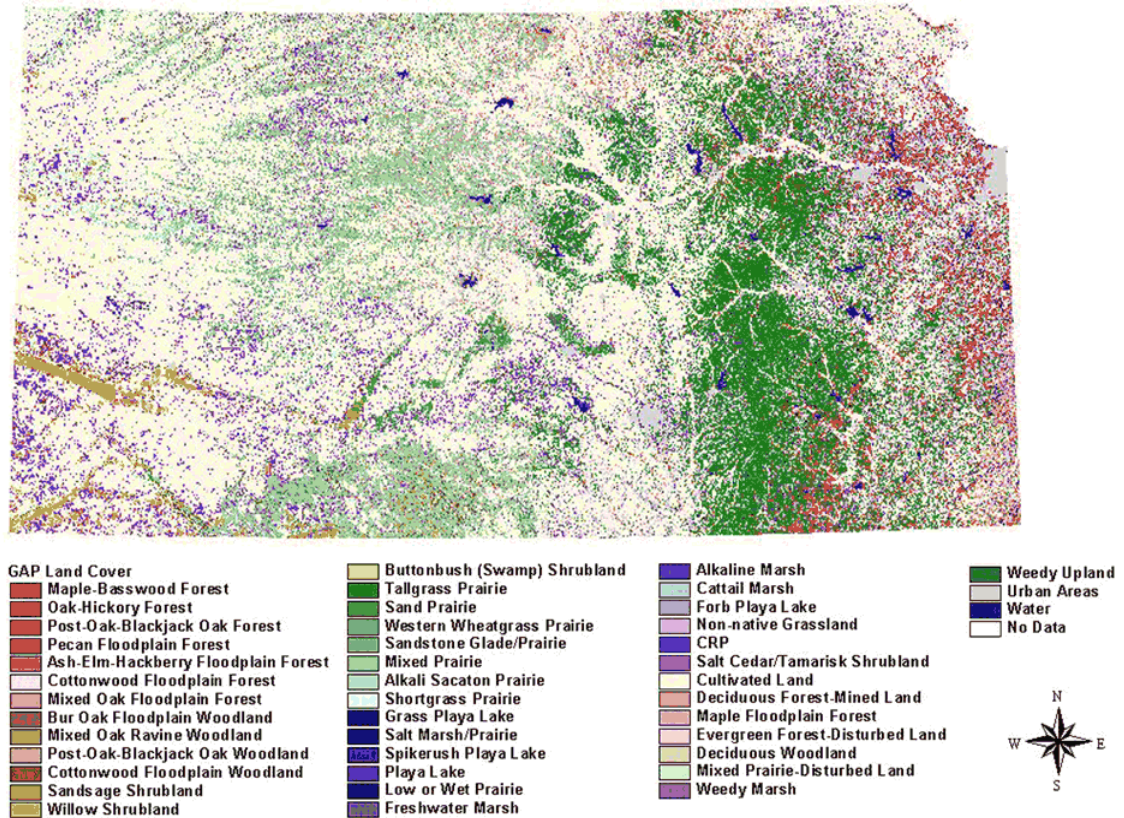 GAP Land Cover
Maple-Basswood Forest
Oak-Hickory Forest
Post-Oak-Blackjack Oak Forest
Pecan Floodplain Forest
Ash-Elm-Hackberry Floodplain Forest
Cottonwood Floodplain Forest
Mixed Oak Floodplain Forest
Bur Oak Floodplain Woodland
Mixed Oak Ravine Woodland
Post-Oak-Blackjack Oak Woodland
Cottonwood Floodplain Woodland
Sandsage Shrubland
Willow Shrubland
Buttonbush (Swamp) Shrubland
Tallgrass Prairie
Sand Prairie
Western Wheatgrass Prairie
Sandstone Glade/Prairie
Mixed Prairie
Alkali Sacaton Prairie
Shortgrass Prairie
Grass Playa Lake
Salt Marsh/Prairie
Spikerush Playa Lake
Playa Lake
Low or Wet Prairie
Freshwater Marsh
Alkaline Marsh
Cattail Marsh
Forb Playa Lake
Non-native Grassland
CRP
Salt Cedar/Tamarisk Shrubland
Cultivated Land
Deciduous Forest-Mined Land
Maple Floodplain Forest
Evergreen Forest-Disturbed Land
Deciduous Woodland
Mixed Prairie-Disturbed Land
Weedy Marsh
Weedy Upland
Urban Areas
Water
No Data
N
W E
S